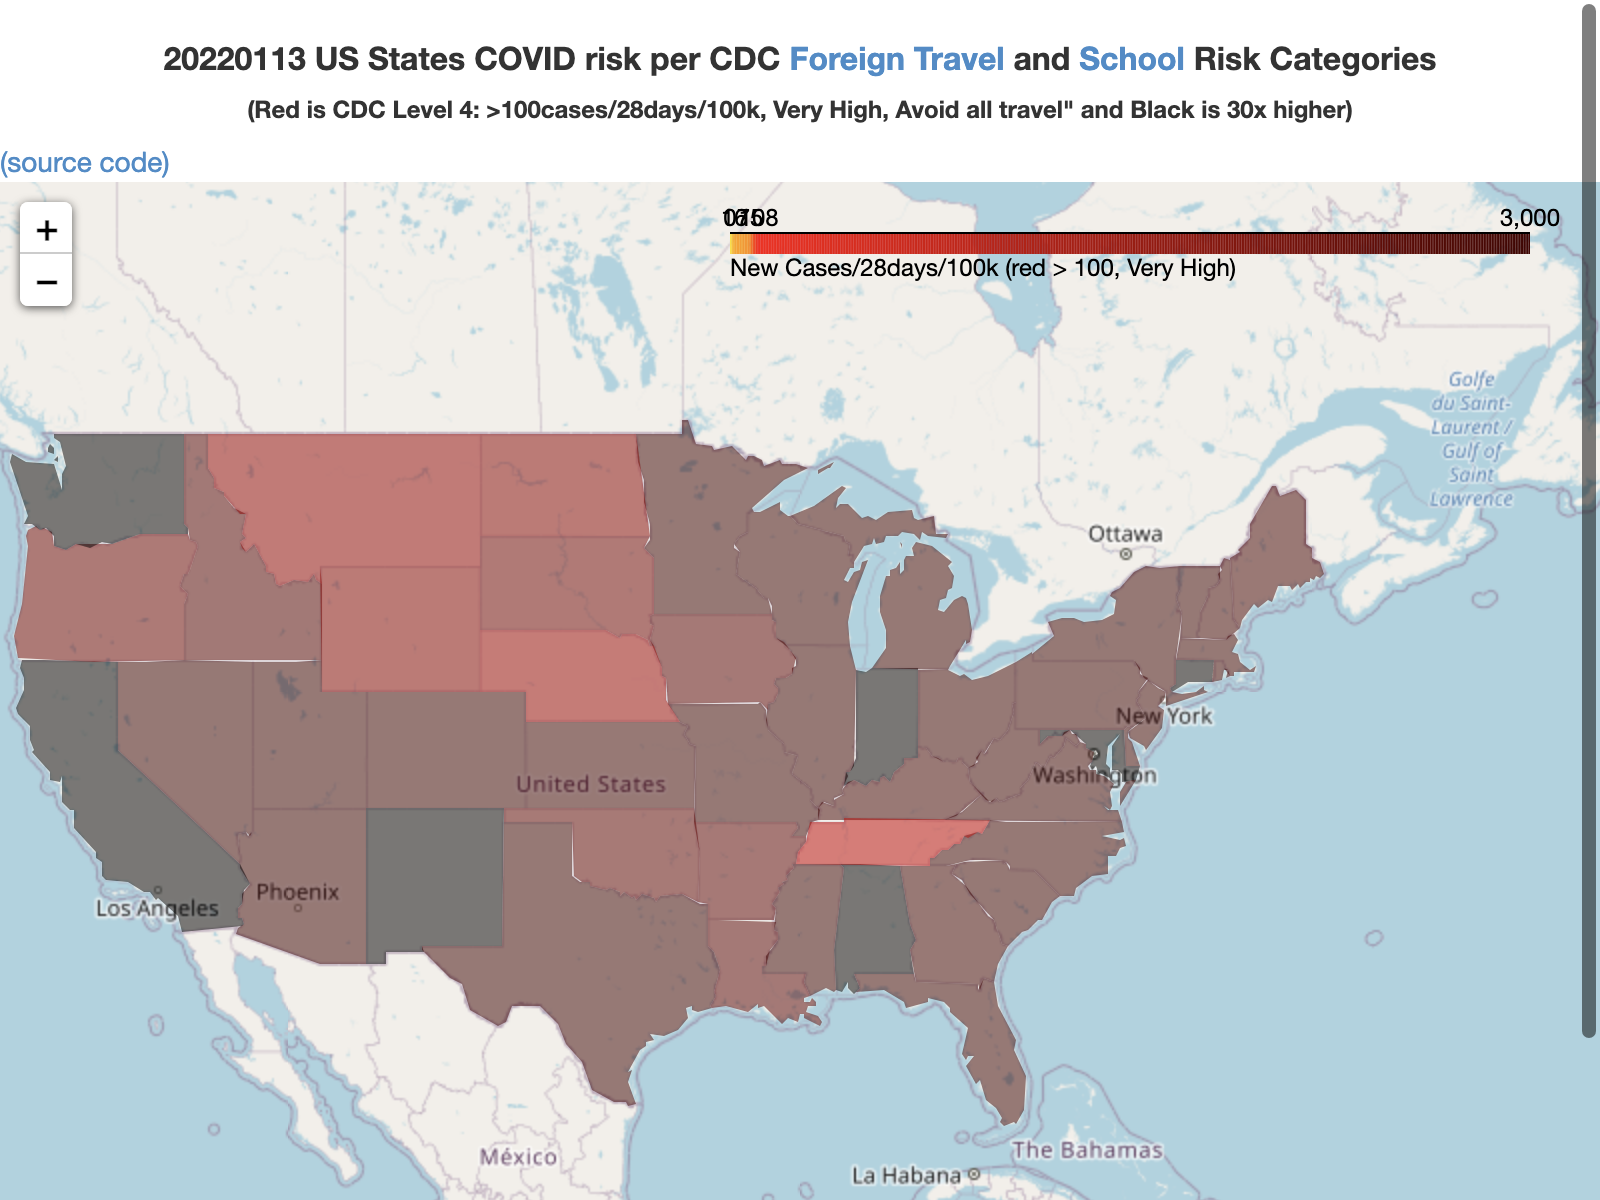 20220113 US States COVID risk per CDC Foreign Travel and School Risk Categories
(Red is CDC Level 4: >100cases/28days/100k, Very High, Avoid all travel" and Black is 30x higher)
(source code)
+
−
3,000
New Cases/28days/100k (red > 100, Very High)
Golfe
du Saint-
Laurent /
Gulf of
Saint
Lawrence
Ottawa
New York
Washington
United States
Phoenix
Los Angeles
The Bahamas
México
La Habana